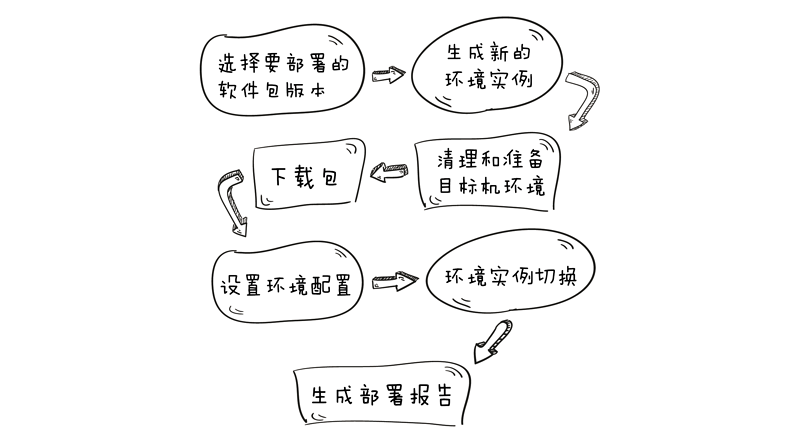 选择要部署的
软件包版本
生成新的
环境实例
清理和准备
目标机环境
下载包
设置环境配置
环境实例切换
生成部署报告